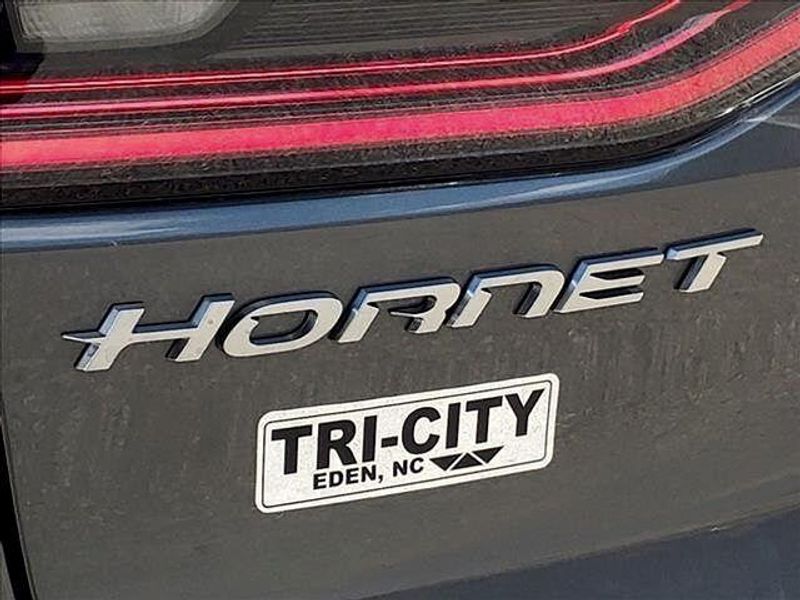 HORNET
TRI-CITY
EDEN, NC